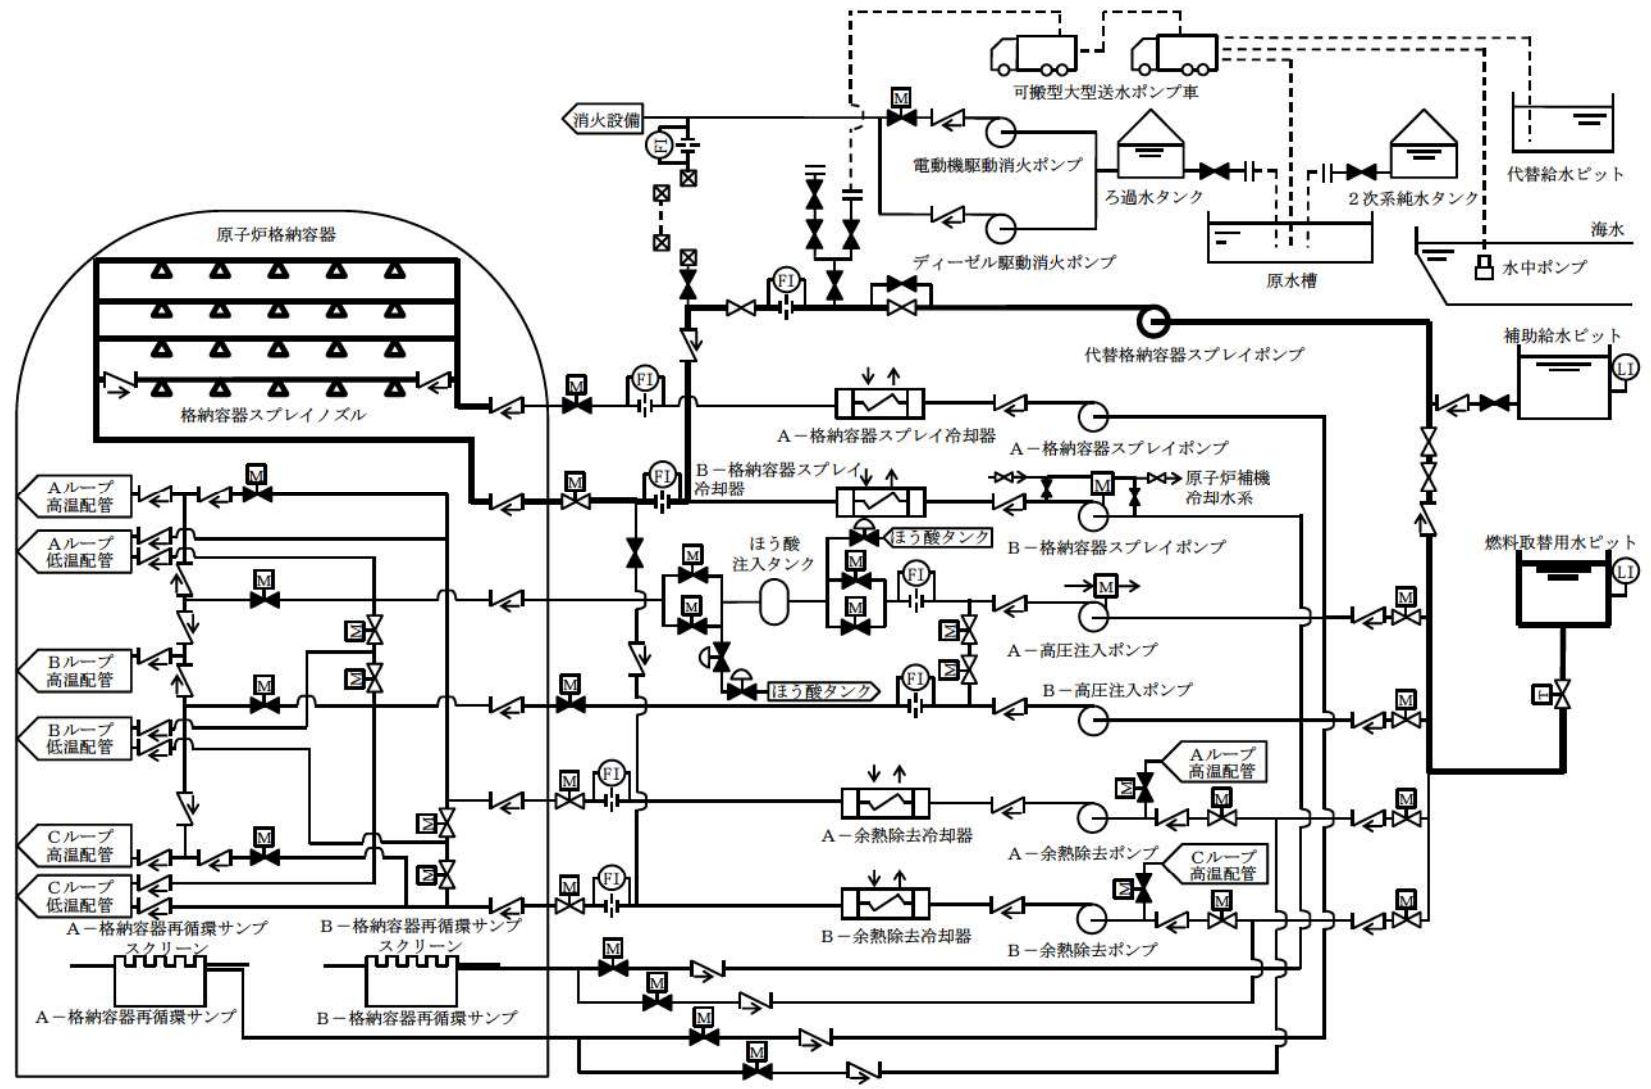 可搬型大型送水ポンプ車
M
消火設備
FI
電動機駆動消火ポンプ
ろ過水タンク
2次系純水タンク
代替給水ピット
原子炉格納容器
海水
水中ポンプ
ディーゼル駆動消火ポンプ
原水槽
FI
代替格納容器スプレイポンプ
補助給水ピット
LI
格納容器スプレイノズル
M
FI
A-格納容器スプレイ冷却器
A-格納容器スプレイポンプ
M
FI
B-格納容器スプレイ
冷却器
M
原子炉補機
冷却水系
B-格納容器スプレイポンプ
燃料取替用水ピット
LI
Aループ
高温配管
M
Aループ
低温配管
M
ほう酸
注入タンク
ほう酸タンク
M
M
M
M
FI
M
M
A-高圧注入ポンプ
M
M
M
M
Bループ
高温配管
M
M
ほう酸タンク
FI
B-高圧注入ポンプ
M
T
Bループ
低温配管
Aループ
高温配管
M
M
FI
A-余熱除去冷却器
A-余熱除去ポンプ
M
M
Cループ
高温配管
M
M
Cループ
低温配管
M
M
FI
B-余熱除去冷却器
B-余熱除去ポンプ
Cループ
高温配管
M
M
M
A-格納容器再循環サンプ
スクリーン
B-格納容器再循環サンプ
スクリーン
M
M
A-格納容器再循環サンプ
B-格納容器再循環サンプ
M
M